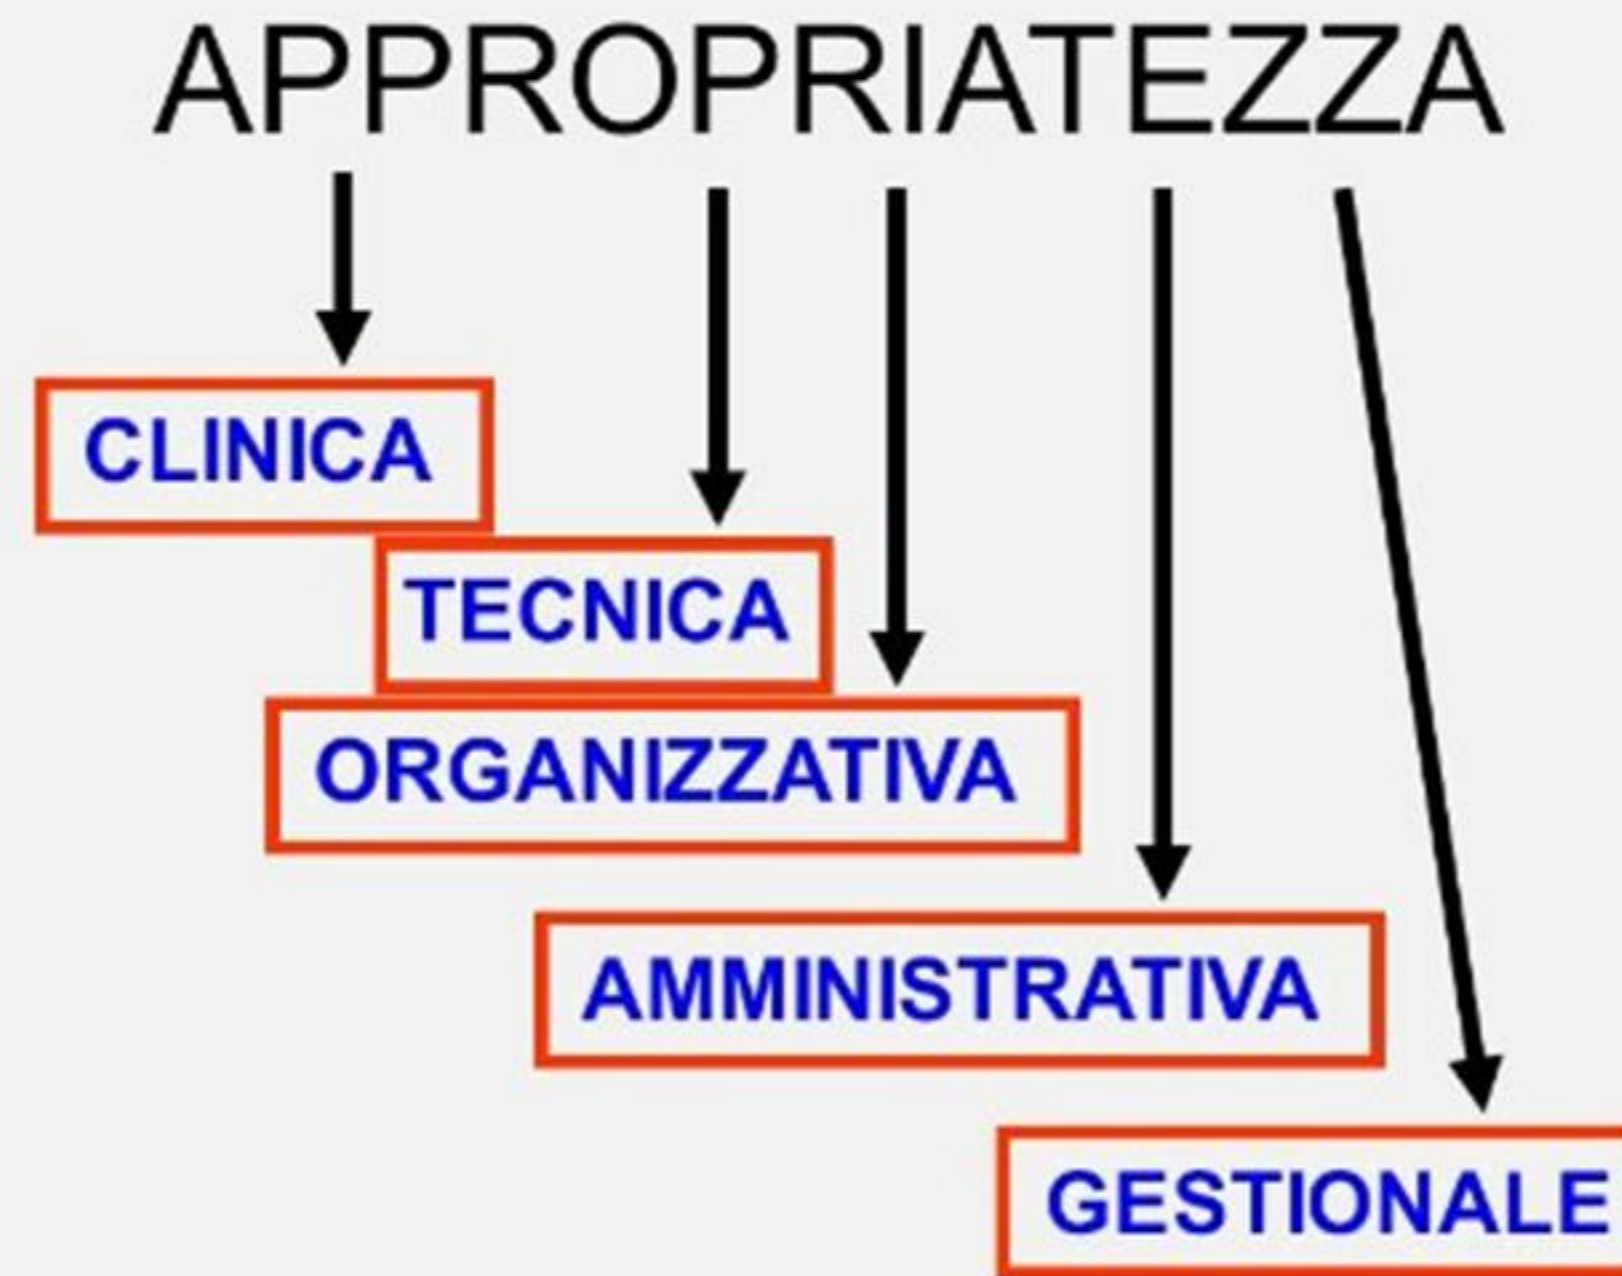 APPROPRIATEZZA
CLINICA
TECNICA
ORGANIZZATIVA
AMMINISTRATIVA
GESTIONALE